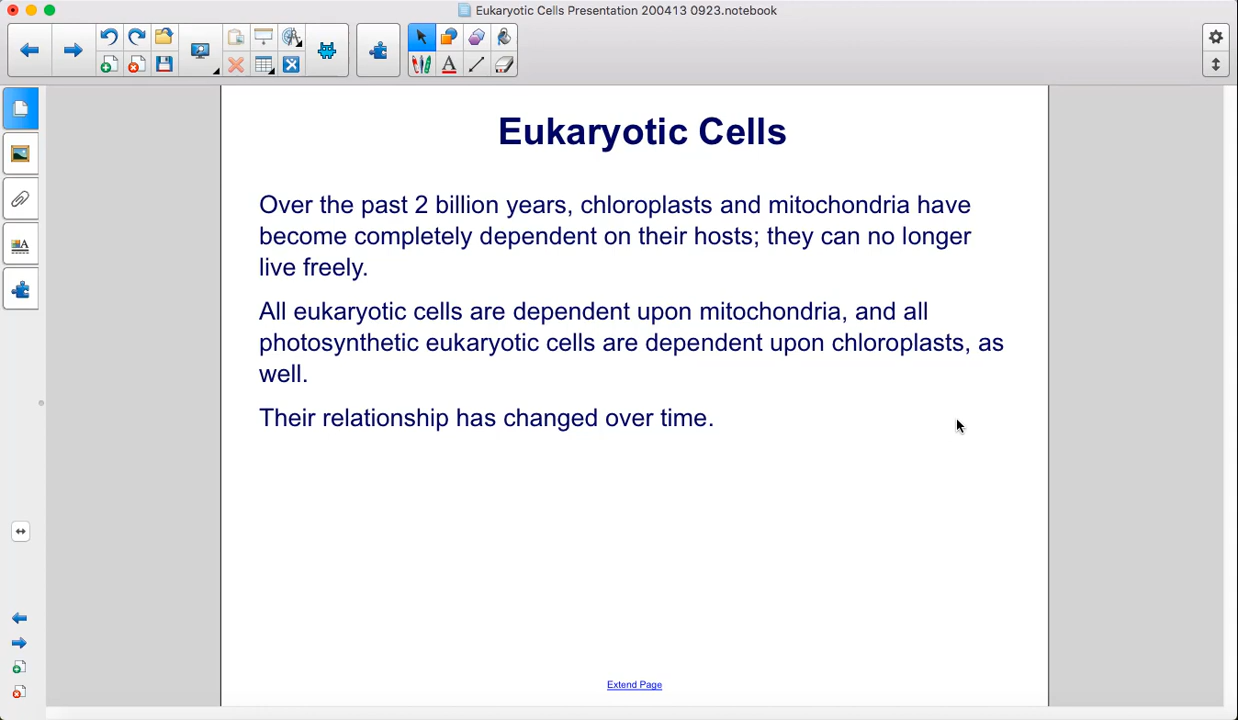 Eukaryotic Cells Presentation 200413 0923.notebook
Eukaryotic Cells
Over the past 2 billion years, chloroplasts and mitochondria have
become completely dependent on their hosts; they can no longer
live freely.
All eukaryotic cells are dependent upon mitochondria, and all
photosynthetic eukaryotic cells are dependent upon chloroplasts, as
well.
Their relationship has changed over time.
Extend Page